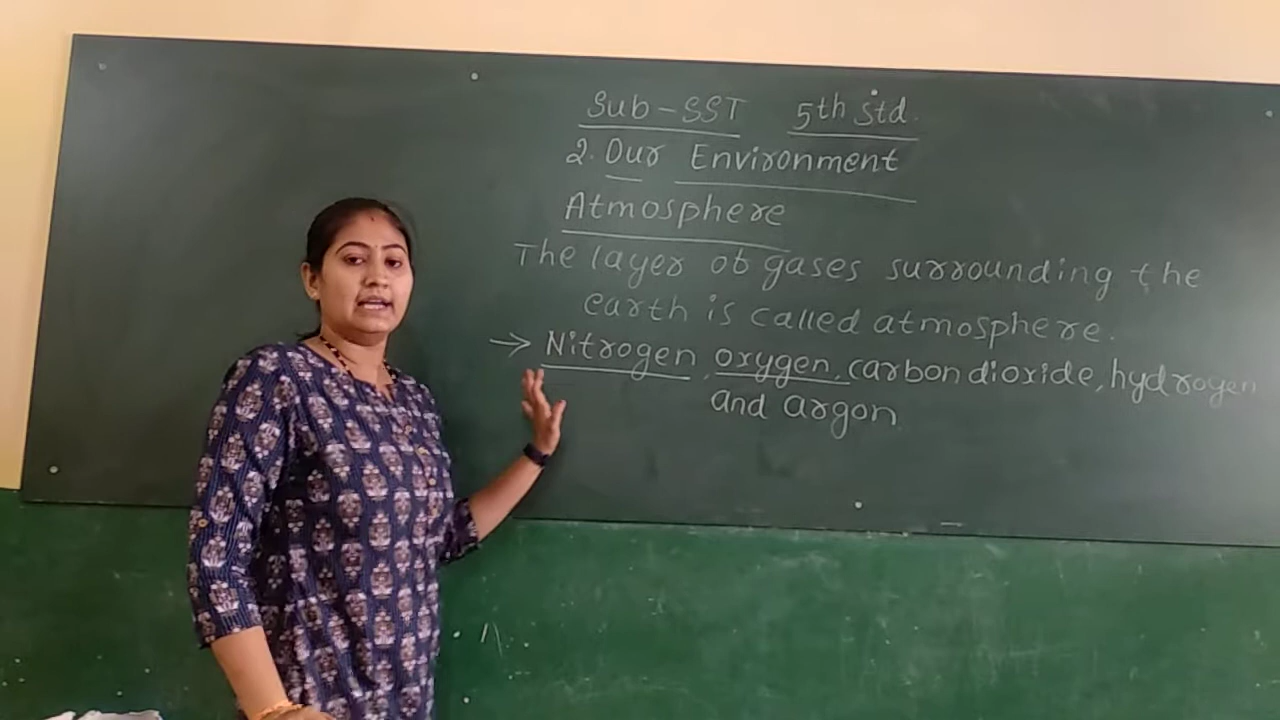 Sub-SST 5th std.
2. Our Environment
Atmosphere
The layer of gases surrounding the
earth is called atmosphere.
→ Nitrogen, oxygen, carbon dioxide, hydrogen
and argon